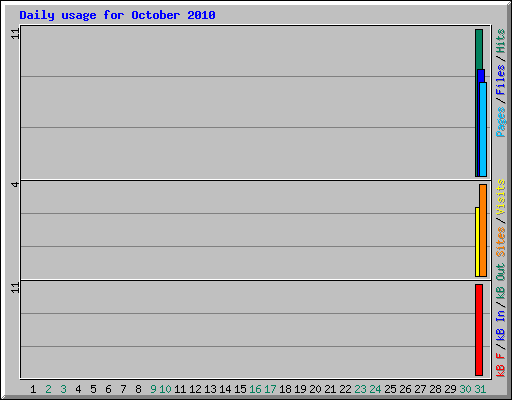 Daily usage for October 2010
11
Pages / Files / Hits
4
Sites / Visits
11
kB F / kB In / kB Out
1 2 3 4 5 6 7 8 9 10 11 12 13 14 15 16 17 18 19 20 21 22 23 24 25 26 27 28 29 30 31